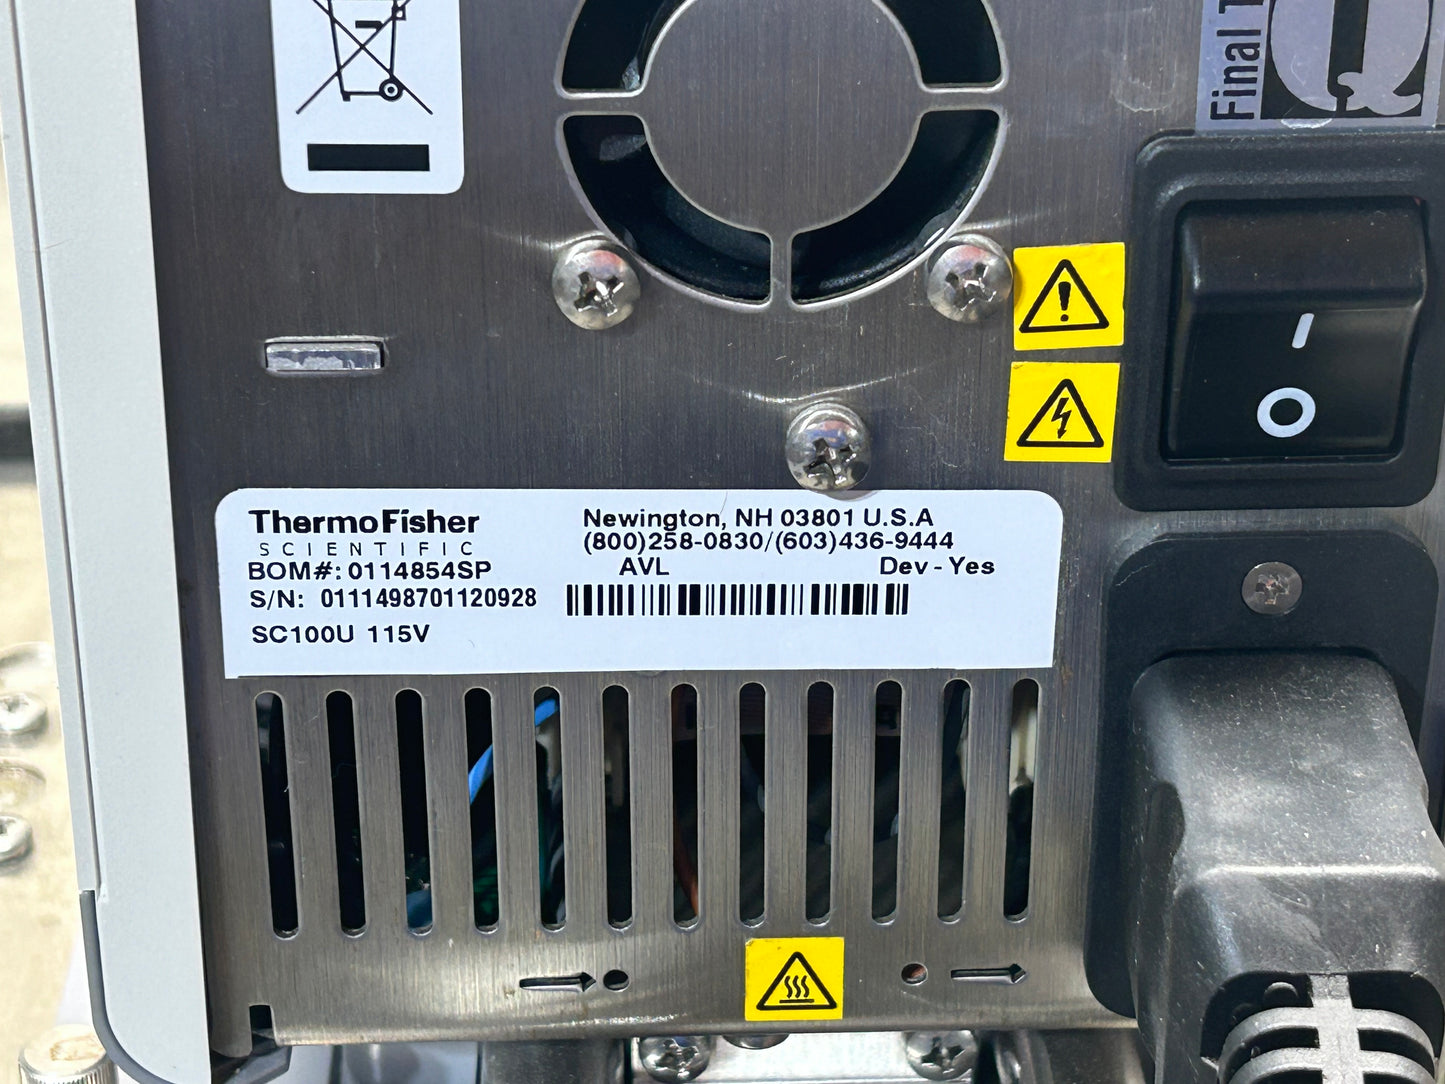 Final
ThermoFisher
SCIENTIFIC
BOM#: 0114854SP
S/N: 0111498701120928
SC100U 115V
Newington, NH 03801 U.S.A
(800)258-0830/(603)436-9444
AVL Dev - Yes